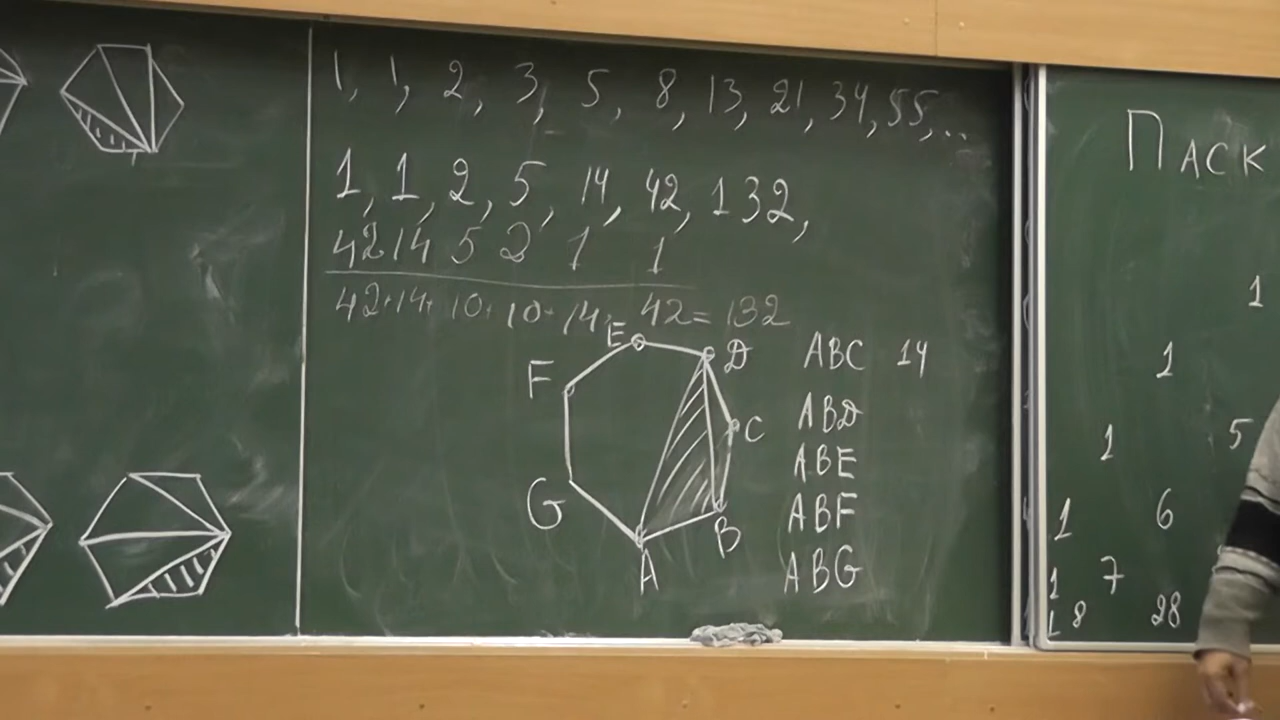 1, 1, 2, 3, 5, 8, 13, 21, 34, 55, ...
1, 1, 2, 5, 14, 42, 132,
42 14 5 2 1 1
42+14+10+10+14+ 42 = 132
E
D
F
C
G
B
A
ABC 14
ABD
ABE
ABF
ABG
ПАСК
1
1
1 5
1 6
1 7
1 8 28